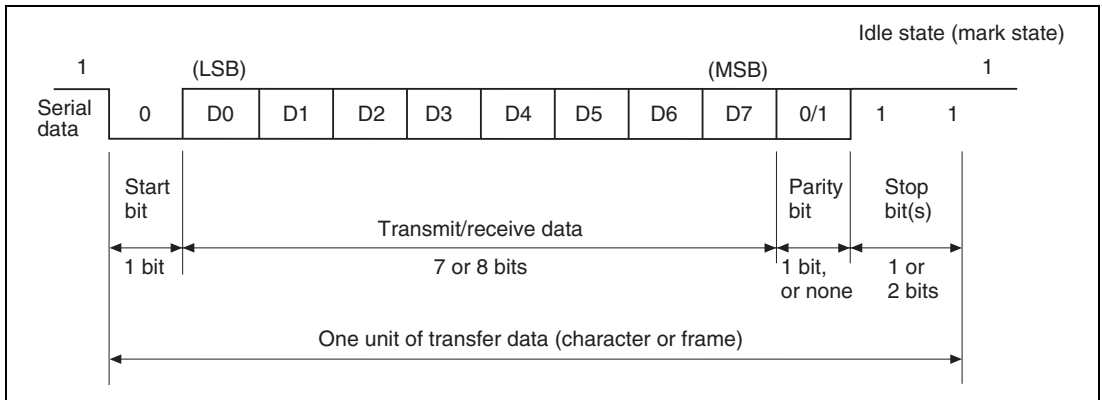 Idle state (mark state)
1 (LSB) (MSB) 1
Serial data 0 D0 D1 D2 D3 D4 D5 D6 D7 0/1 1 1
Start bit
Parity bit
Stop bit(s)
Transmit/receive data
1 bit
7 or 8 bits
1 bit, or none
1 or 2 bits
One unit of transfer data (character or frame)